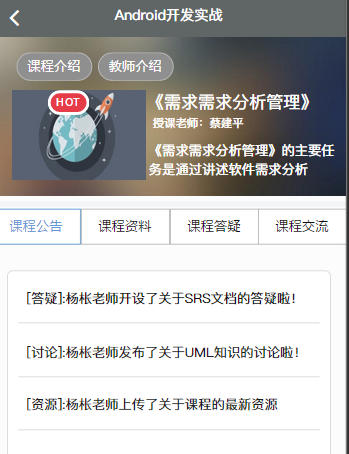 Android开发实战
课程介绍
教师介绍
HOT
《需求需求分析管理》
授课老师：蔡建平
《需求需求分析管理》的主要任
务是通过讲述软件需求分析
课程公告
课程资料
课程答疑
课程交流
[答疑]:杨枨老师开设了关于SRS文档的答疑啦!
[讨论]:杨枨老师发布了关于UML知识的讨论啦!
[资源]:杨枨老师上传了关于课程的最新资源